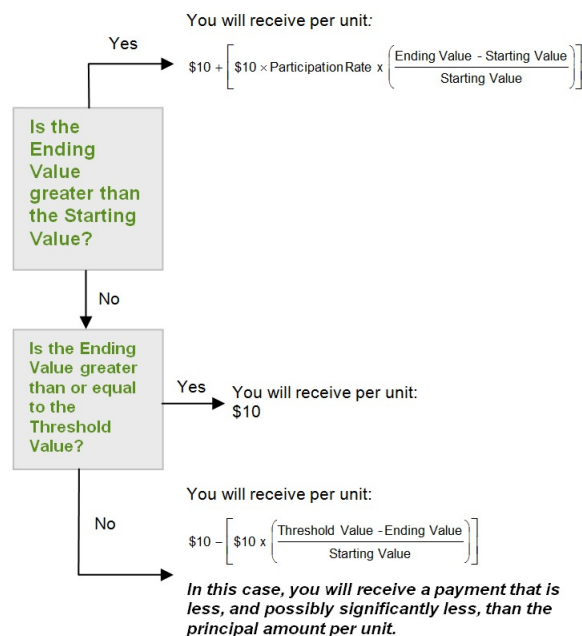 You will receive per unit:
Yes
$10 + [ $10 × Participation Rate x ( Ending Value - Starting Value / Starting Value ) ]
Is the
Ending
Value
greater than
the Starting
Value?
No
Is the Ending
Value greater
than or equal
to the
Threshold
Value?
Yes
You will receive per unit:
$10
You will receive per unit:
No
$10 – [ $10 x ( Threshold Value - Ending Value / Starting Value ) ]
In this case, you will receive a payment that is
less, and possibly significantly less, than the
principal amount per unit.